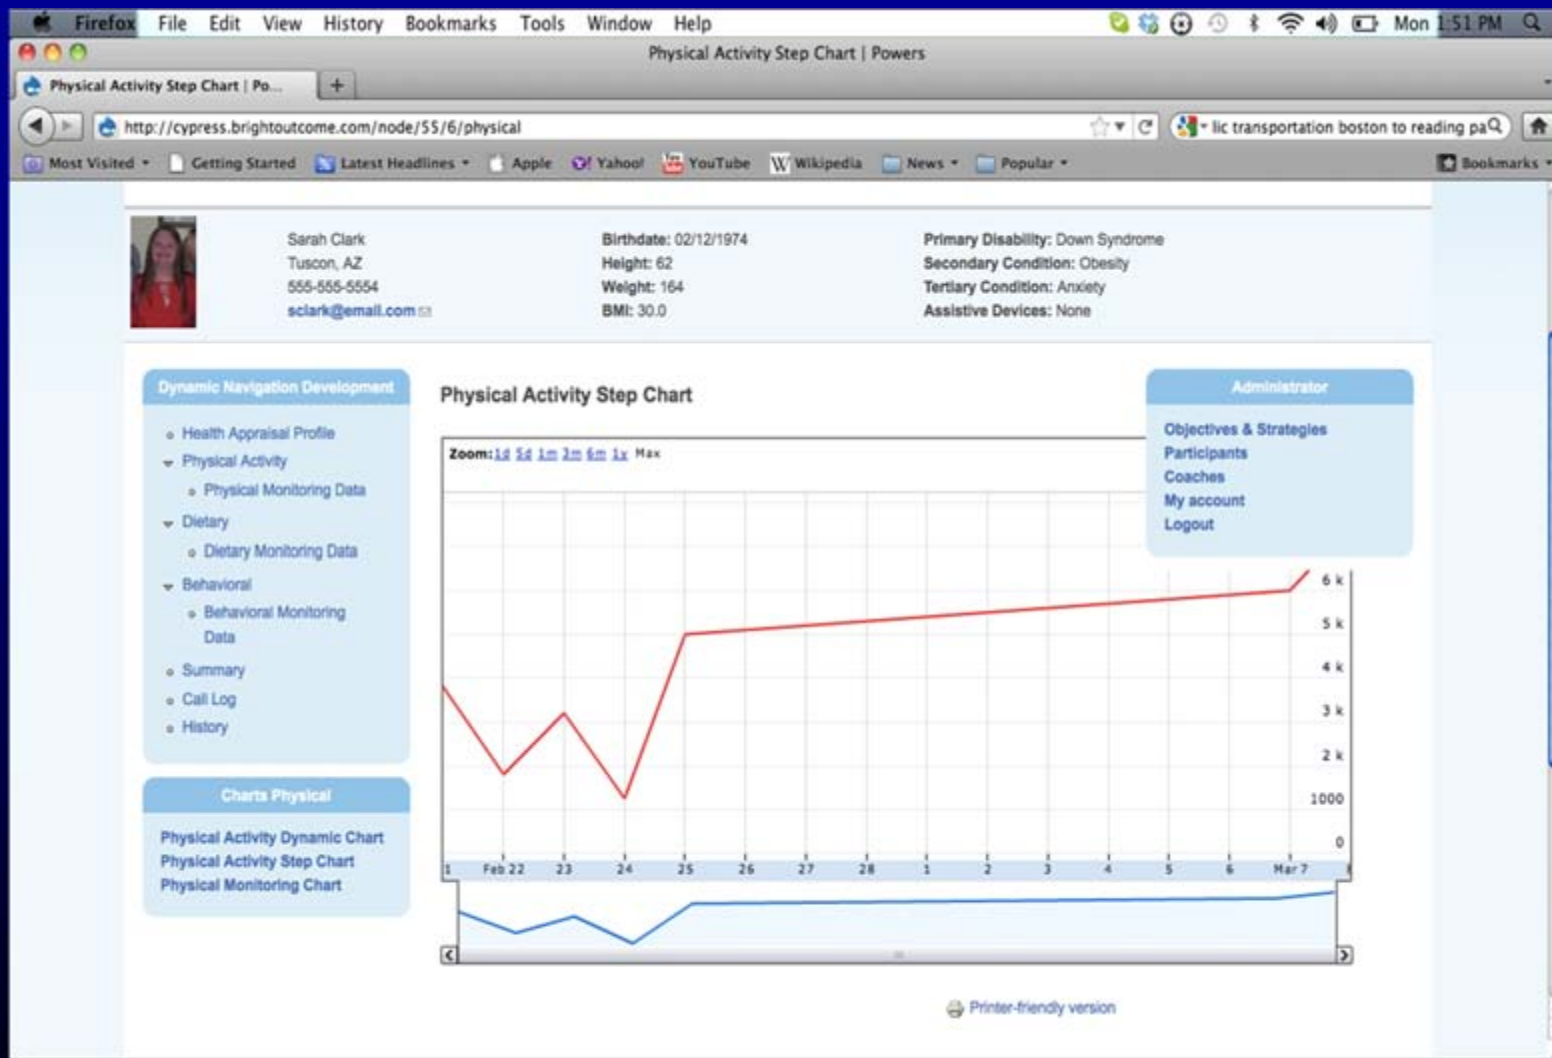 Firefox File Edit View History Bookmarks Tools Window Help Mon 1:51 PM
Physical Activity Step Chart | Powers
Physical Activity Step Chart | Po... +
http://cypress.brightoutcome.com/node/55/6/physical lic transportation boston to reading pa
Most Visited Getting Started Latest Headlines Apple Yahoo! YouTube Wikipedia News Popular Bookmarks
Sarah Clark Birthdate: 02/12/1974 Primary Disability: Down Syndrome
Tuscon, AZ Height: 62 Secondary Condition: Obesity
555-555-5554 Weight: 164 Tertiary Condition: Anxiety
sclark@email.com BMI: 30.0 Assistive Devices: None
Dynamic Navigation Development
Health Appraisal Profile
Physical Activity
Physical Monitoring Data
Dietary
Dietary Monitoring Data
Behavioral
Behavioral Monitoring
Data
Summary
Call Log
History
Charts Physical
Physical Activity Dynamic Chart
Physical Activity Step Chart
Physical Monitoring Chart
Physical Activity Step Chart
Zoom: 1d 5d 1m 3m 6m 1y Max
6 k
5 k
4 k
3 k
2 k
1000
0
1 Feb 22 23 24 25 26 27 28 1 2 3 4 5 6 Mar 7
Administrator
Objectives & Strategies
Participants
Coaches
My account
Logout
Printer-friendly version